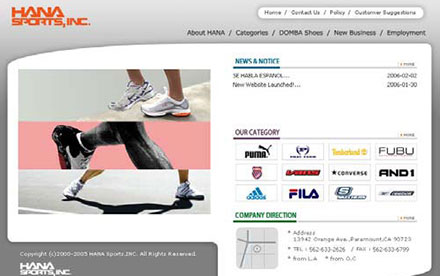 HANA
SPORTS, INC.
Home / Contact Us / Policy / Customer Suggestions
About HANA / Categories / DOMBA Shoes / New Business / Employment
NEWS & NOTICE
more
SE HABLA ESPANOL... 2006-02-02
New Website Launched!... 2006-01-30
OUR CATEGORY
more
PUMA
Timberland
FUBU
CONVERSE
AND1
adidas
FILA
SKECHERS
COMPANY DIRECTION
more
* Address
13942 Orange Ave.,Paramount,CA 90723
* TEL : 562-633-2626 / FAX : 562-633-6799
* from L.A * from O.C
Copyright (c)2000-2005 HANA Sports,INC. All Rights Reserved.
HANA
SPORTS, INC.